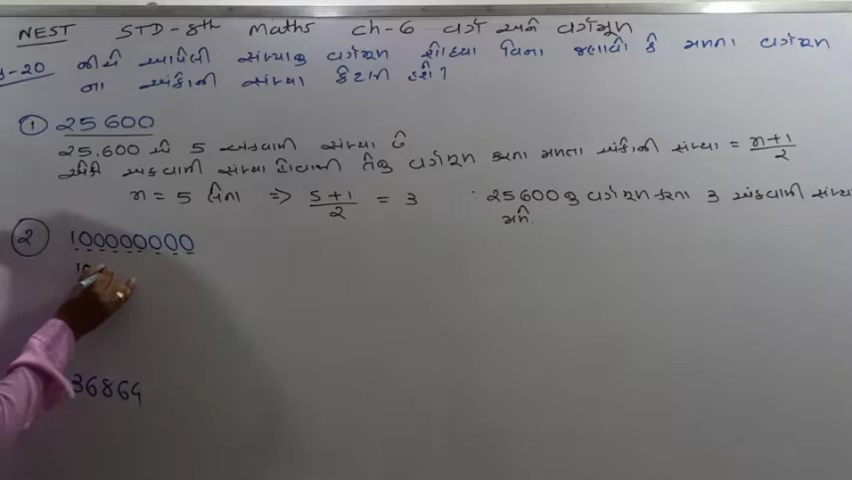 NEST STD-8th Maths Ch-6 વર્ગ અને વર્ગમૂળ
-20 નીચે આપેલી સંખ્યાનું વર્ગમૂળ શોધ્યા વિના જણાવો કે મળતા વર્ગમૂળ
ના અંકોની સંખ્યા કેટલી હશે?
① 25600
25,600 એ 5 અંકવાળી સંખ્યા છે
એકી અંકવાળી સંખ્યા હોવાથી તેનું વર્ગમૂળ કરતા મળતા અંકોની સંખ્યા = n+1/2
n = 5 લેતા => 5+1/2 = 3 : 25600નું વર્ગમૂળ કરતા 3 અંકવાળી સંખ્યા
મળે.
② 100000000
10
36864